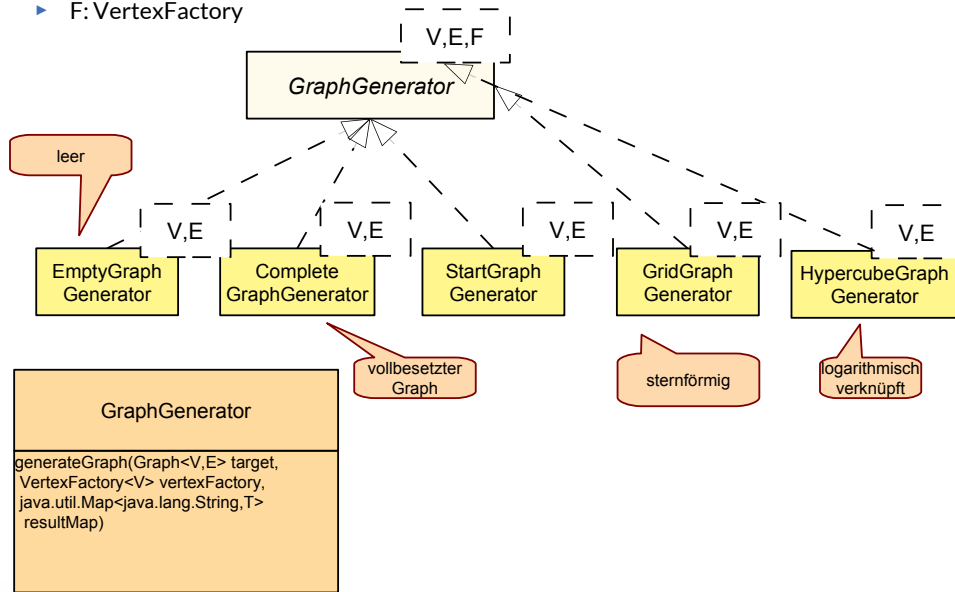 F: VertexFactory
V,E,F
GraphGenerator
leer
V,E
V,E
V,E
V,E
V,E
EmptyGraph
Generator
Complete
GraphGenerator
StartGraph
Generator
GridGraph
Generator
HypercubeGraph
Generator
vollbesetzter
Graph
sternförmig
logarithmisch
verknüpft
GraphGenerator
generateGraph(Graph<V,E> target,
VertexFactory<V> vertexFactory,
java.util.Map<java.lang.String,T>
resultMap)